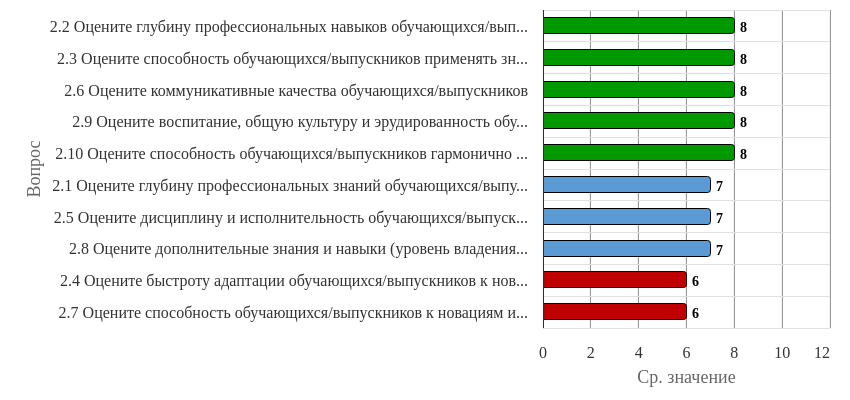 2.2 Оцените глубину профессиональных навыков обучающихся/вып... 8
2.3 Оцените способность обучающихся/выпускников применять зн... 8
2.6 Оцените коммуникативные качества обучающихся/выпускников 8
2.9 Оцените воспитание, общую культуру и эрудированность обу... 8
2.10 Оцените способность обучающихся/выпускников гармонично ... 8
Вопрос
2.1 Оцените глубину профессиональных знаний обучающихся/выпу... 7
2.5 Оцените дисциплину и исполнительность обучающихся/выпуск... 7
2.8 Оцените дополнительные знания и навыки (уровень владения... 7
2.4 Оцените быстроту адаптации обучающихся/выпускников к нов... 6
2.7 Оцените способность обучающихся/выпускников к новациям и... 6
0 2 4 6 8 10 12
Ср. значение